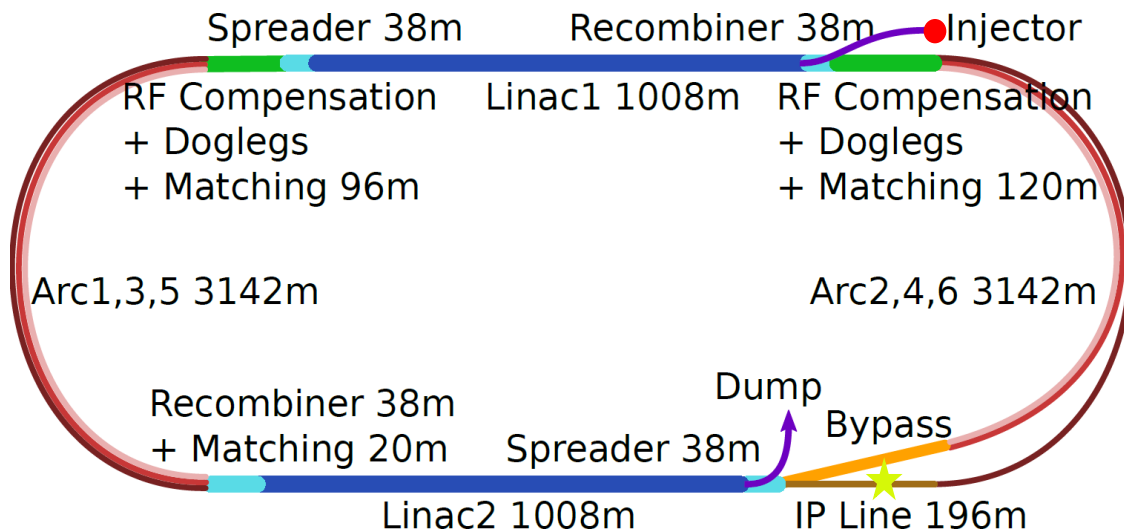 Spreader 38m
Recombiner 38m
Injector
RF Compensation
+ Doglegs
+ Matching 96m
Linac1 1008m
RF Compensation
+ Doglegs
+ Matching 120m
Arc1,3,5 3142m
Arc2,4,6 3142m
Recombiner 38m
+ Matching 20m
Spreader 38m
Dump
Bypass
Linac2 1008m
IP Line 196m